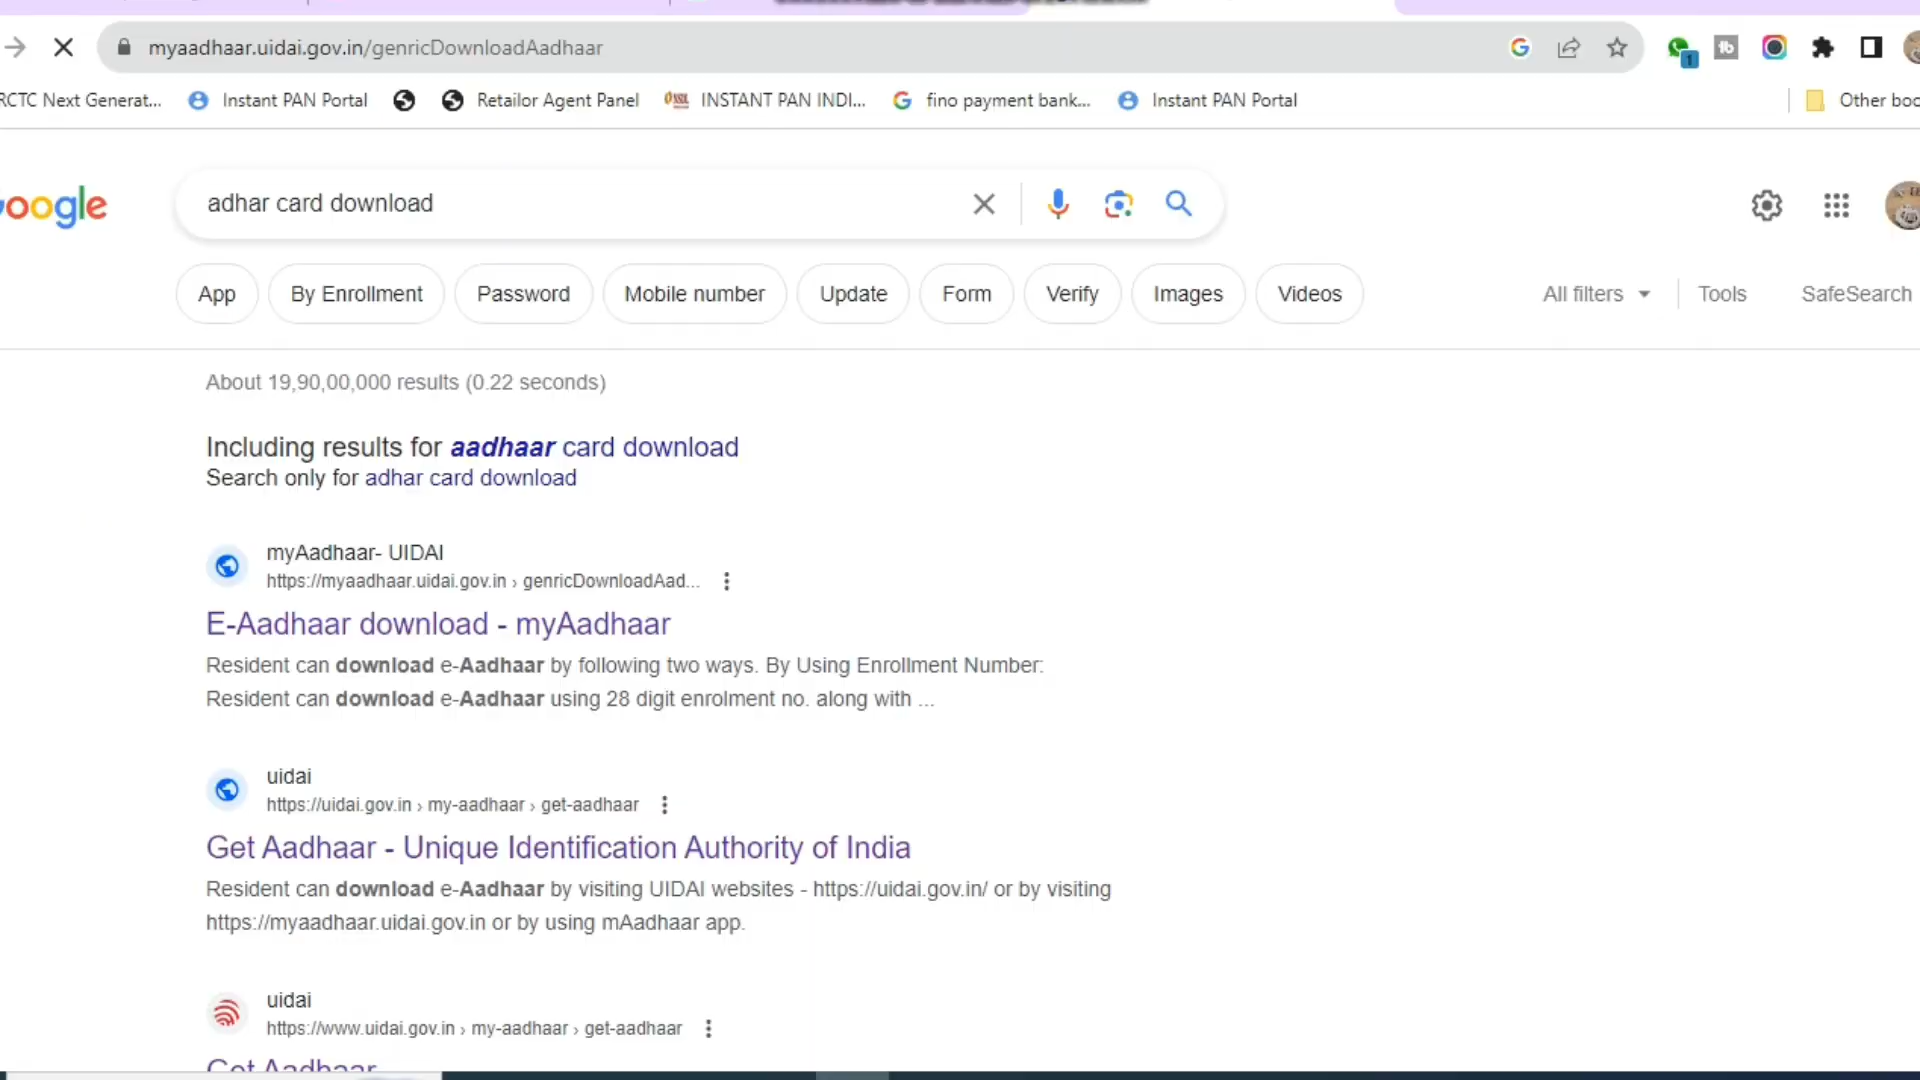 myaadhaar.uidai.gov.in/genricDownloadAadhaar
1
RCTC Next Generat... Instant PAN Portal Retailor Agent Panel NSDL INSTANT PAN INDI... fino payment bank... Instant PAN Portal Other boo
oogle adhar card download
App By Enrollment Password Mobile number Update Form Verify Images Videos All filters Tools SafeSearch
About 19,90,00,000 results (0.22 seconds)
Including results for aadhaar card download
Search only for adhar card download
myAadhaar- UIDAI
https://myaadhaar.uidai.gov.in › genricDownloadAad...
E-Aadhaar download - myAadhaar
Resident can download e-Aadhaar by following two ways. By Using Enrollment Number:
Resident can download e-Aadhaar using 28 digit enrolment no. along with ...
uidai
https://uidai.gov.in › my-aadhaar › get-aadhaar
Get Aadhaar - Unique Identification Authority of India
Resident can download e-Aadhaar by visiting UIDAI websites - https://uidai.gov.in/ or by visiting
https://myaadhaar.uidai.gov.in or by using mAadhaar app.
uidai
https://www.uidai.gov.in › my-aadhaar › get-aadhaar
Get Aadhaar